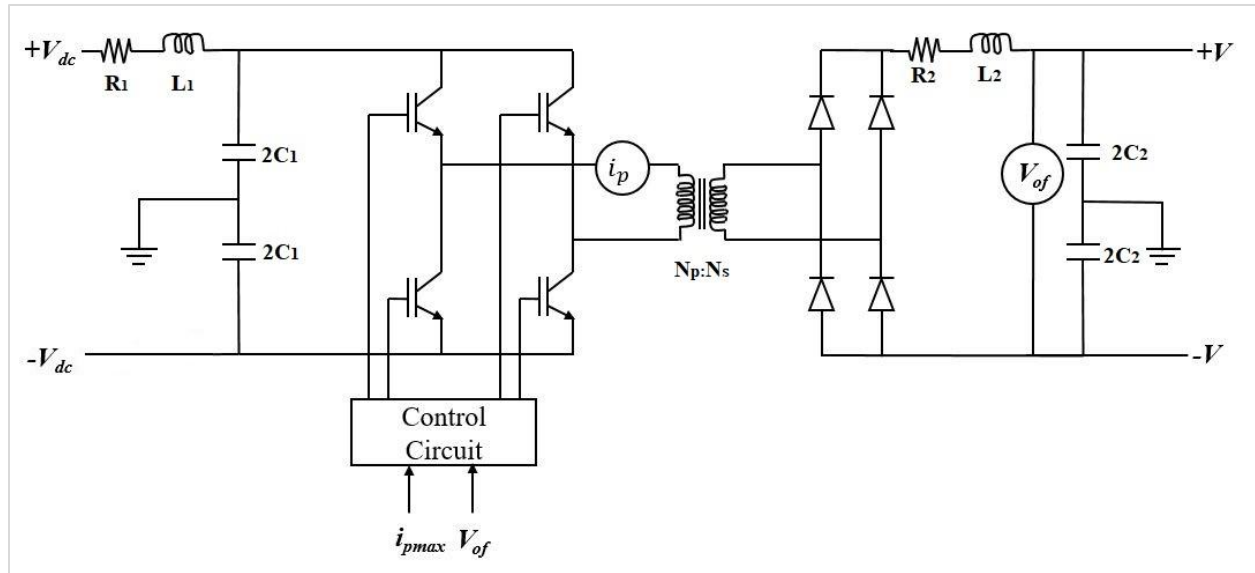 +Vdc
R1
L1
2C1
2C1
-Vdc
ip
Np:Ns
R2
L2
+V
2C2
Vof
2C2
-V
Control
Circuit
ipmax
Vof